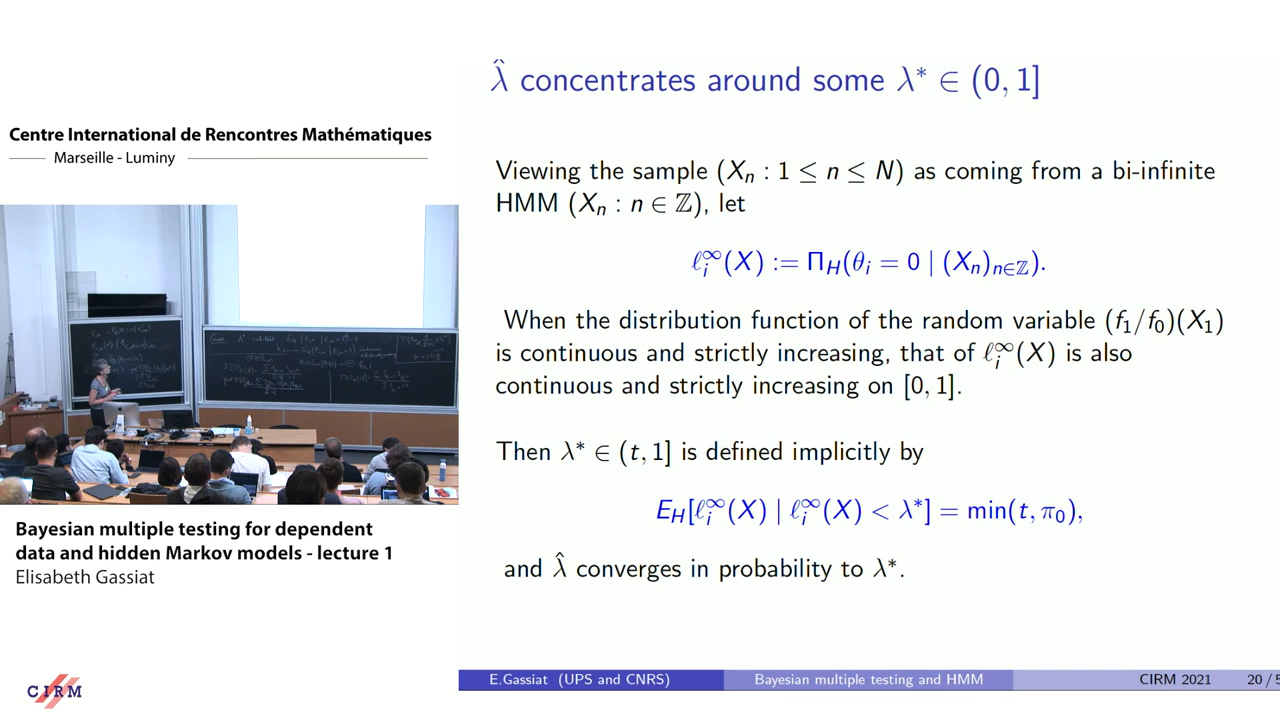 Centre International de Rencontres Mathématiques
Marseille - Luminy
Bayesian multiple testing for dependent
data and hidden Markov models - lecture 1
Elisabeth Gassiat
CIRM
λ̂ concentrates around some λ* ∈ (0, 1]
Viewing the sample (Xₙ : 1 ≤ n ≤ N) as coming from a bi-infinite
HMM (Xₙ : n ∈ ℤ), let
ℓᵢ^∞(X) := Π_H(θᵢ = 0 | (Xₙ)_{n∈ℤ}).
When the distribution function of the random variable (f₁/f₀)(X₁)
is continuous and strictly increasing, that of ℓᵢ^∞(X) is also
continuous and strictly increasing on [0, 1].
Then λ* ∈ (t, 1] is defined implicitly by
E_H[ℓᵢ^∞(X) | ℓᵢ^∞(X) < λ*] = min(t, π₀),
and λ̂ converges in probability to λ*.
E.Gassiat (UPS and CNRS) Bayesian multiple testing and HMM CIRM 2021 20 / 5